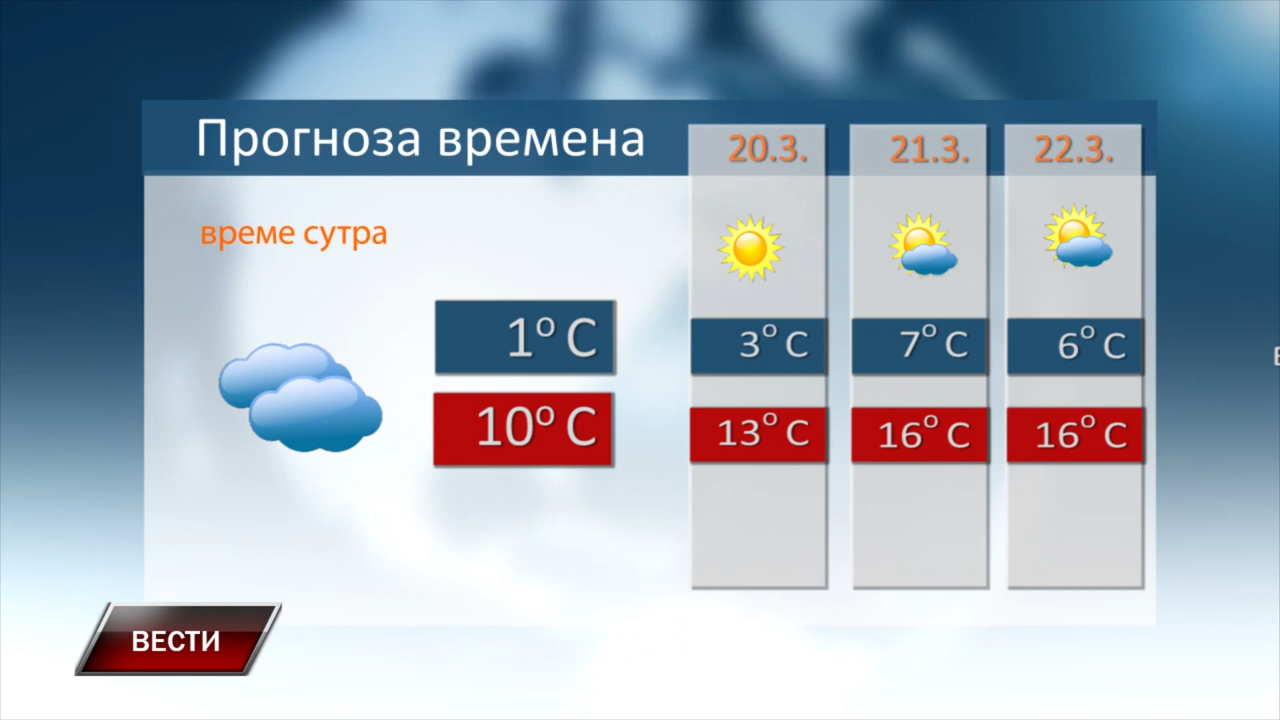 Прогноза времена
20.3.
21.3.
22.3.
време сутра
1° C
3° C
7° C
6° C
10° C
13° C
16° C
16° C
ВЕСТИ